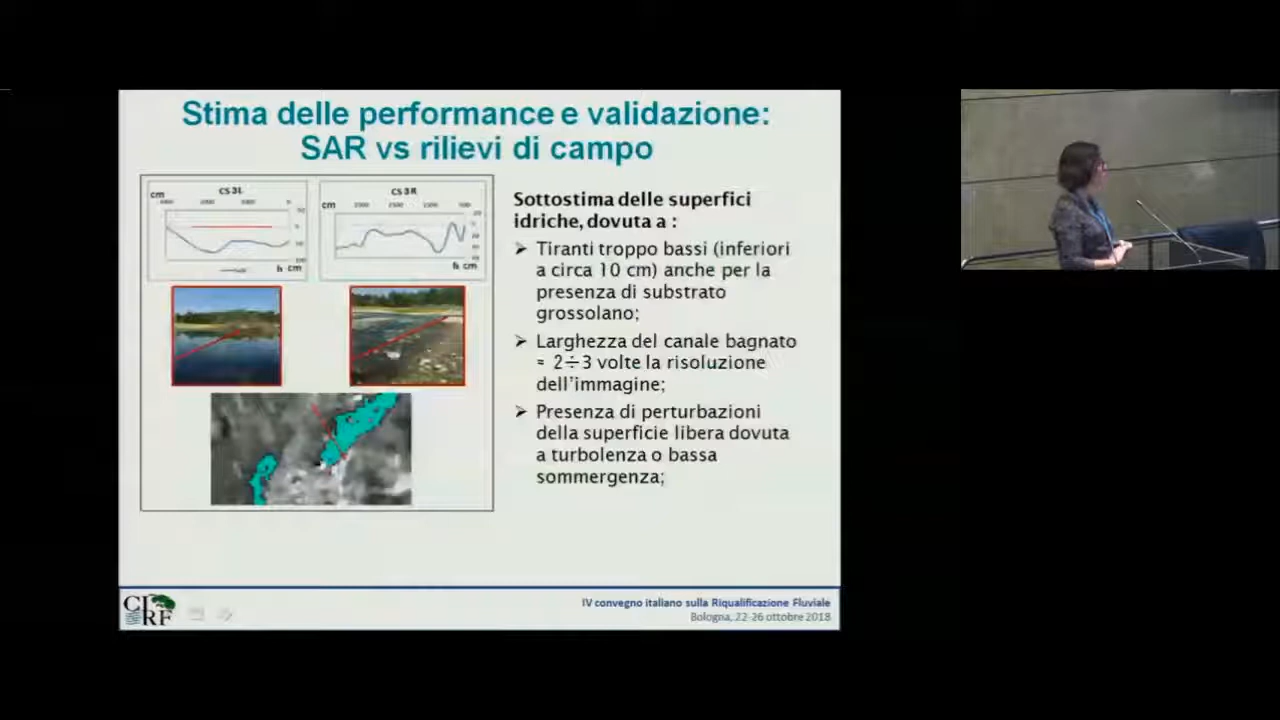 Stima delle performance e validazione:
SAR vs rilievi di campo
cm
CS 3L
CS 3R
cm
h cm
h cm
Sottostima delle superfici
idriche, dovuta a :
➢ Tiranti troppo bassi (inferiori
a circa 10 cm) anche per la
presenza di substrato
grossolano;
➢ Larghezza del canale bagnato
≈ 2÷3 volte la risoluzione
dell'immagine;
➢ Presenza di perturbazioni
della superficie libera dovuta
a turbolenza o bassa
sommergenza;
CIRF
IV convegno italiano sulla Riqualificazione Fluviale
Bologna, 22-26 ottobre 2018